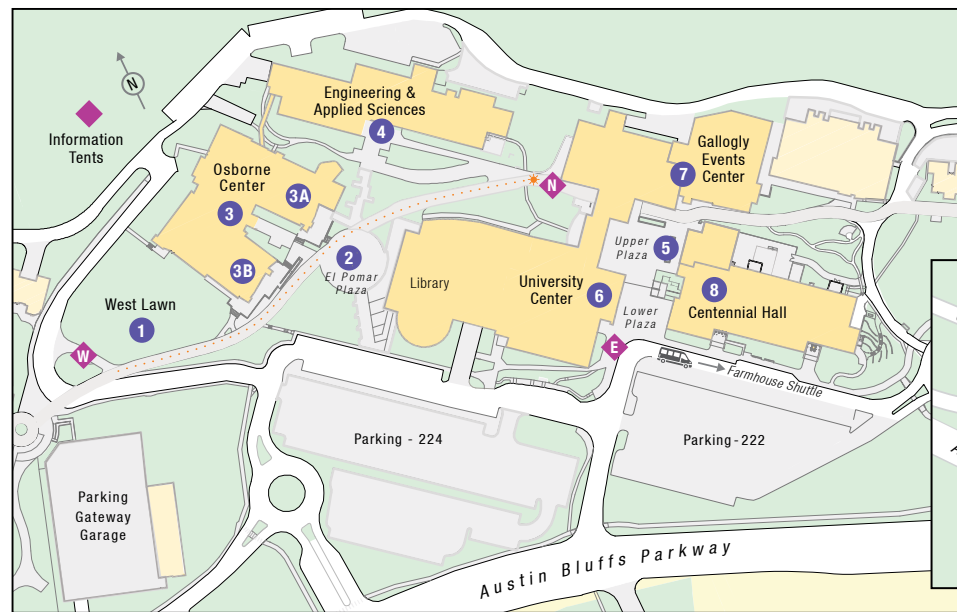 N
Information
Tents
Engineering &
Applied Sciences
4
Osborne
Center
3A
3
3B
N
Gallogly
Events
Center
7
2
El Pomar
Plaza
Library
University
Center
6
Upper
Plaza
5
Lower
Plaza
8
Centennial Hall
West Lawn
1
W
E
Farmhouse Shuttle
Parking - 224
Parking - 222
Parking
Gateway
Garage
Austin Bluffs Parkway